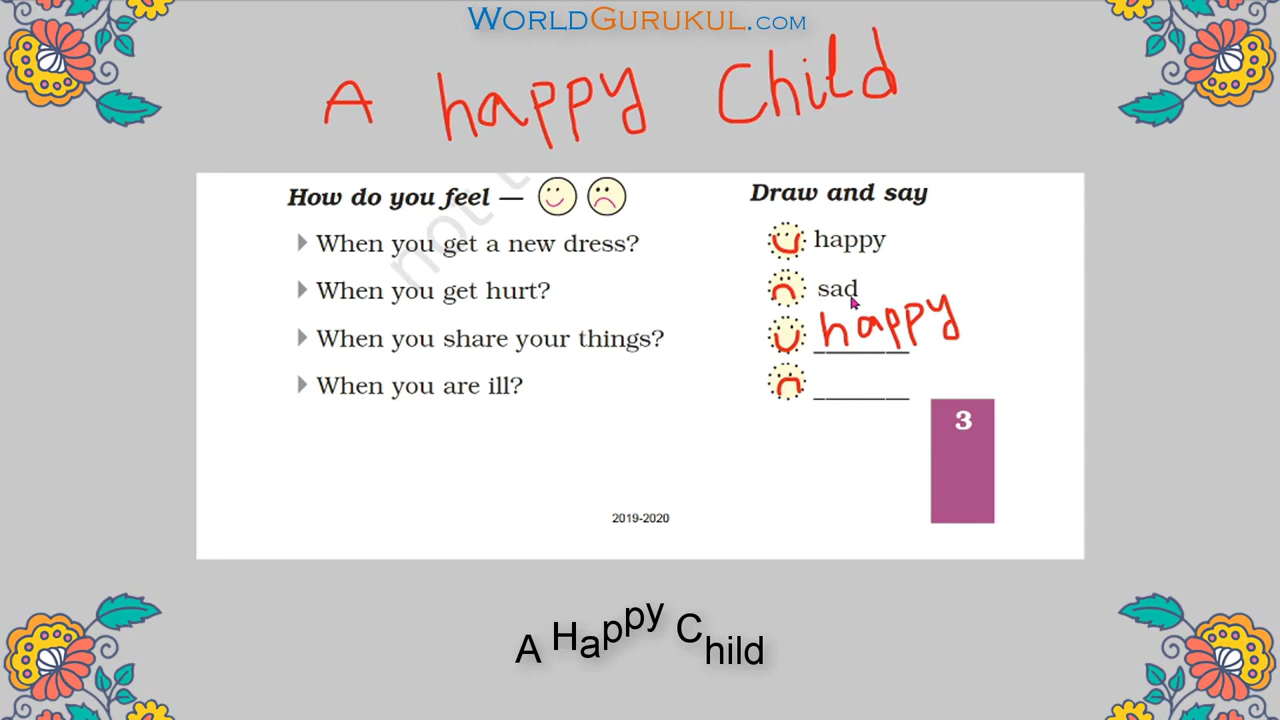 WORLDGURUKUL.COM
A happy Child
How do you feel —
When you get a new dress?
When you get hurt?
When you share your things?
When you are ill?
Draw and say
happy
sad
happy
3
2019-2020
A Happy Child